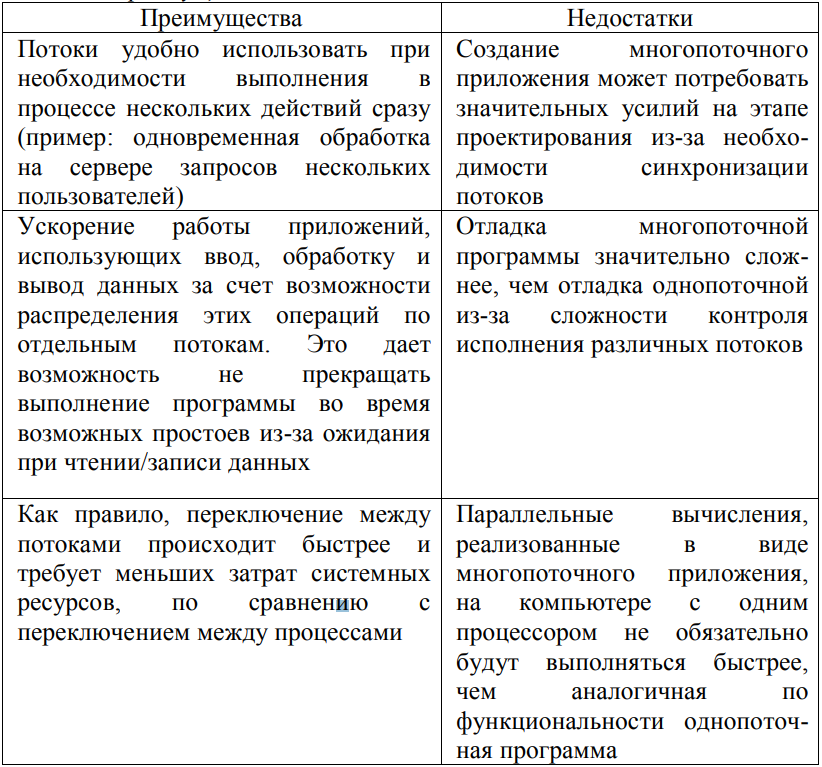 Преимущества
Недостатки
Потоки удобно использовать при
необходимости выполнения в
процессе нескольких действий сразу
(пример: одновременная обработка
на сервере запросов нескольких
пользователей)
Создание многопоточного
приложения может потребовать
значительных усилий на этапе
проектирования из-за необхо-
димости синхронизации
потоков
Ускорение работы приложений,
использующих ввод, обработку и
вывод данных за счет возможности
распределения этих операций по
отдельным потокам. Это дает
возможность не прекращать
выполнение программы во время
возможных простоев из-за ожидания
при чтении/записи данных
Отладка многопоточной
программы значительно слож-
нее, чем отладка однопоточной
из-за сложности контроля
исполнения различных потоков
Как правило, переключение между
потоками происходит быстрее и
требует меньших затрат системных
ресурсов, по сравнению с
переключением между процессами
Параллельные вычисления,
реализованные в виде
многопоточного приложения,
на компьютере с одним
процессором не обязательно
будут выполняться быстрее,
чем аналогичная по
функциональности однопоточ-
ная программа